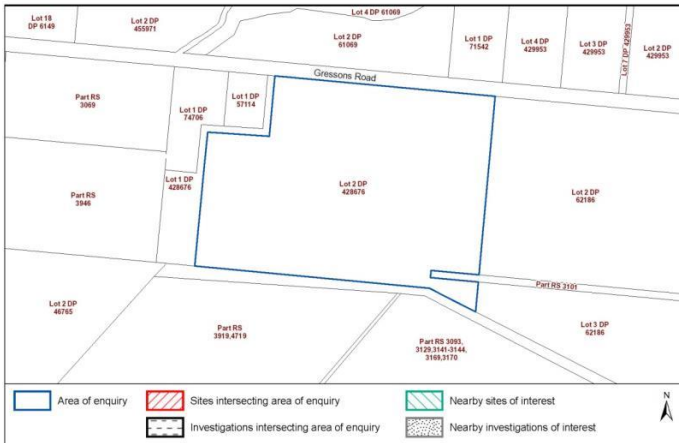 Lot 18
DP 6149
Lot 2 DP
455971
Lot 4 DP 61069
Lot 2 DP
61069
Lot 1 DP
71542
Lot 4 DP
429953
Lot 3 DP
429953
Lot 7 DP 429953
Lot 2 DP
429953
Gressons Road
Part RS
3069
Lot 1 DP
74706
Lot 1 DP
57114
Lot 1 DP
428676
Lot 2 DP
428676
Lot 2 DP
62186
Part RS
3946
Part RS 3101
Lot 2 DP
46765
Part RS
3919,4719
Part RS 3093,
3129,3141-3144,
3169,3170
Lot 3 DP
62186
Area of enquiry
Sites intersecting area of enquiry
Nearby sites of interest
Investigations intersecting area of enquiry
Nearby investigations of interest
N